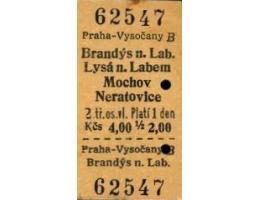 62547
Praha-Vysočany B
Brandýs n. Lab.
Lysá n. Labem
Mochov
Neratovice
2.tř.os.vl. Platí 1 den
Kčs 4,00 ½ 2,00
Praha-Vysočany B
Brandýs n. Lab.
62547